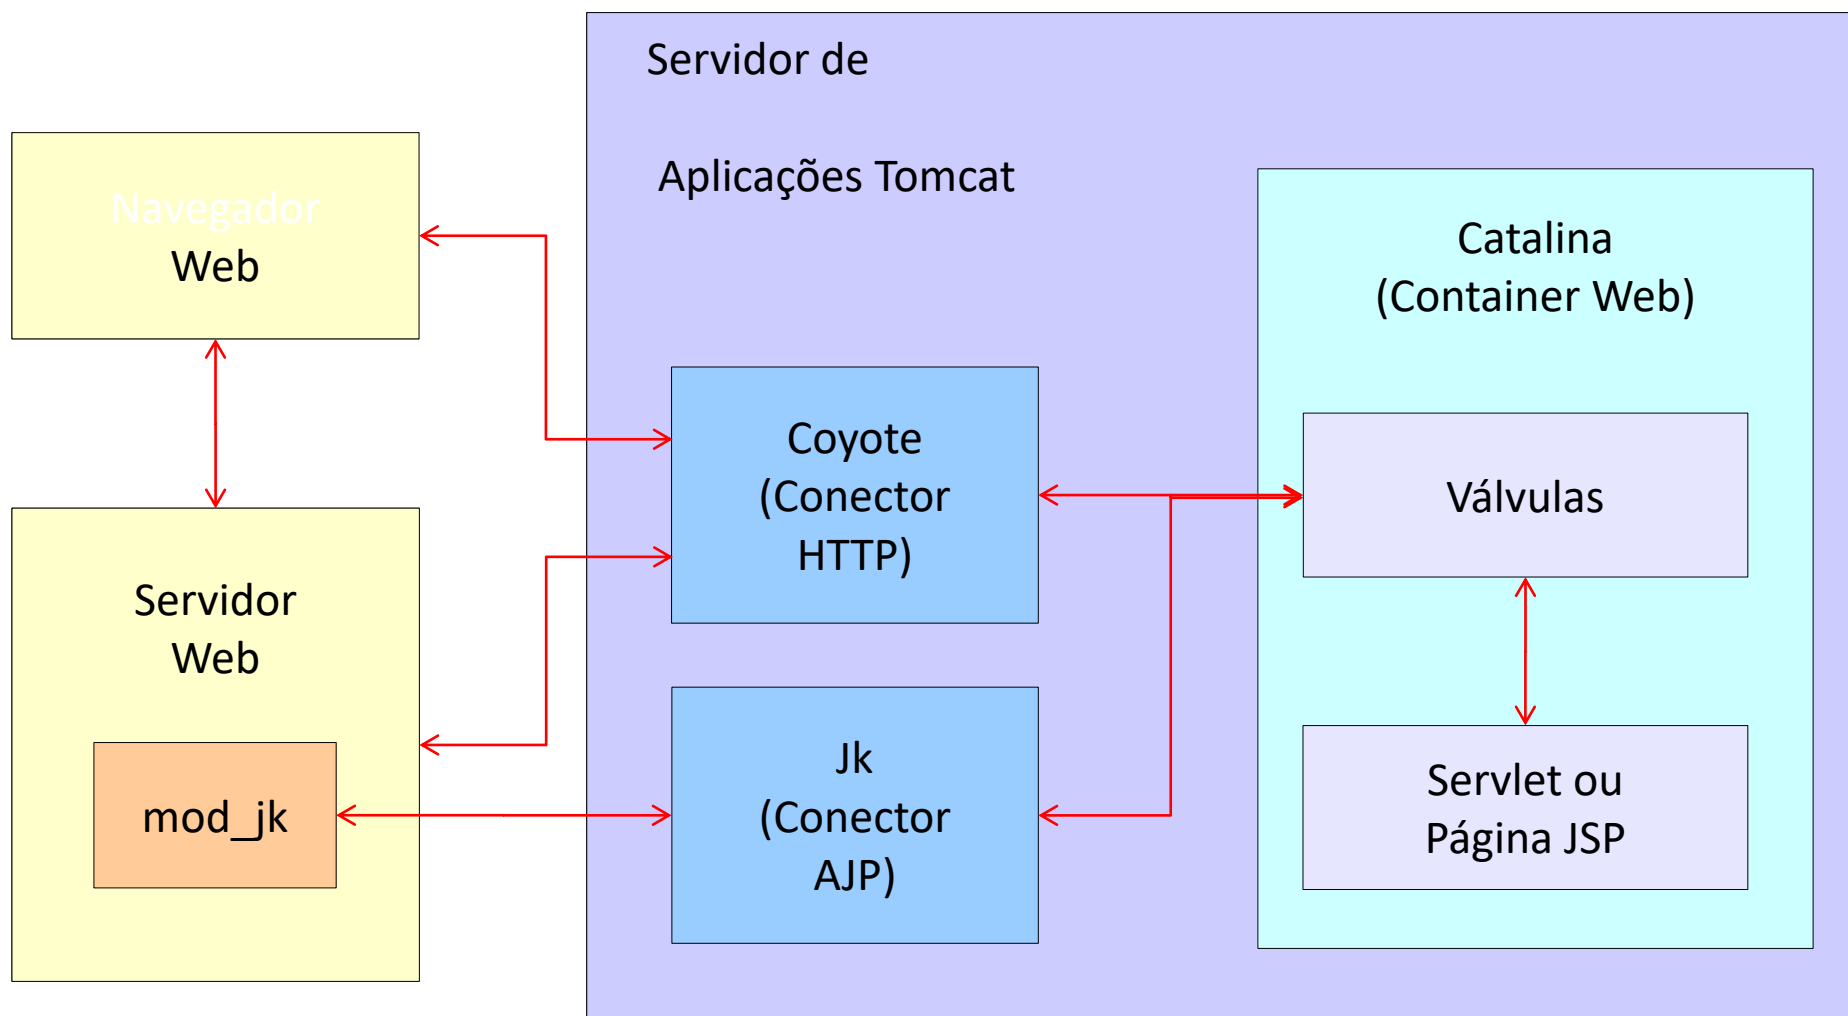 Servidor de
Aplicações Tomcat
Navegador
Web
Servidor
Web
mod_jk
Coyote
(Conector
HTTP)
Jk
(Conector
AJP)
Catalina
(Container Web)
Válvulas
Servlet ou
Página JSP